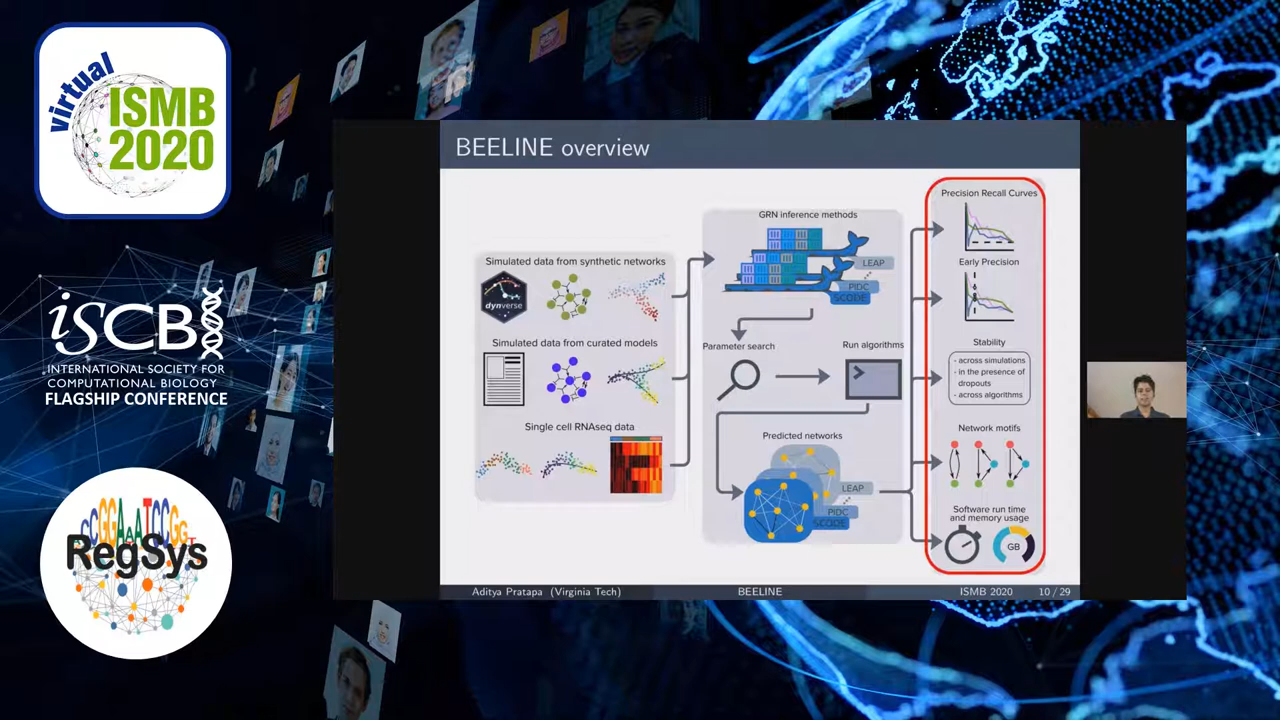 virtual
ISMB
2020
iSCB
INTERNATIONAL SOCIETY FOR
COMPUTATIONAL BIOLOGY
FLAGSHIP CONFERENCE
RegSys
BEELINE overview
Simulated data from synthetic networks
dynverse
Simulated data from curated models
Single cell RNAseq data
GRN inference methods
LEAP
PIDC
SCODE
Parameter search
Run algorithms
Predicted networks
LEAP
PIDC
SCODE
Precision Recall Curves
Early Precision
Stability
- across simulations
- in the presence of
dropouts
- across algorithms
Network motifs
Software run time
and memory usage
GB
Aditya Pratapa (Virginia Tech)
BEELINE
ISMB 2020
10 / 29